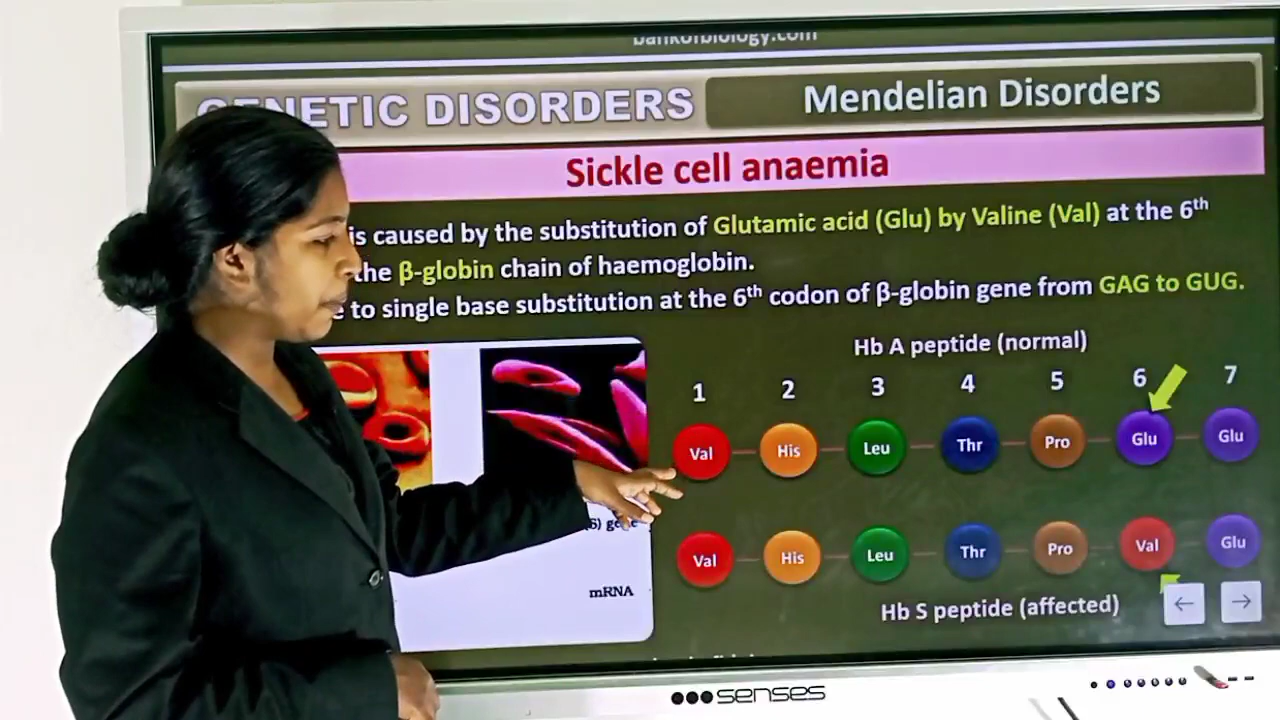 bankofbiology.com
GENETIC DISORDERS
Mendelian Disorders
Sickle cell anaemia
is caused by the substitution of Glutamic acid (Glu) by Valine (Val) at the 6th
the β-globin chain of haemoglobin.
to single base substitution at the 6th codon of β-globin gene from GAG to GUG.
Hb A peptide (normal)
1 2 3 4 5 6 7
Val His Leu Thr Pro Glu Glu
Val His Leu Thr Pro Val Glu
Hb S peptide (affected)
gene
mRNA
senses